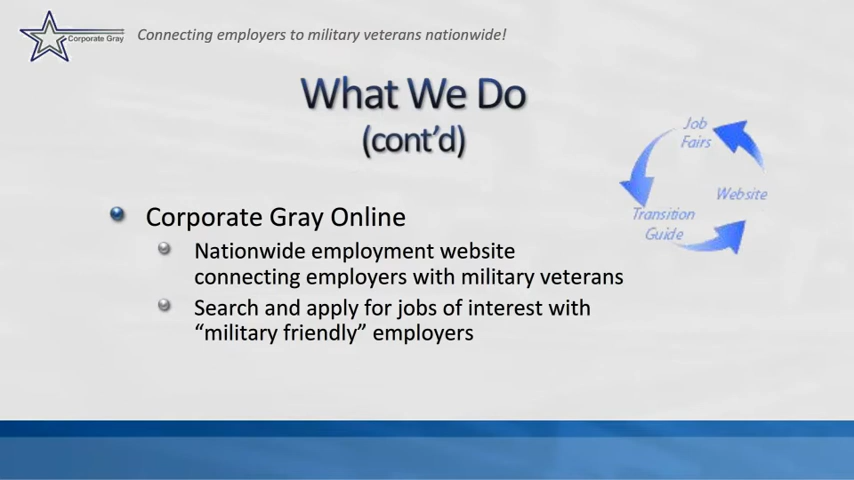 Corporate Gray
Connecting employers to military veterans nationwide!
What We Do
(cont’d)
Job
Fairs
Website
Transition
Guide
Corporate Gray Online
Nationwide employment website
connecting employers with military veterans
Search and apply for jobs of interest with
“military friendly” employers